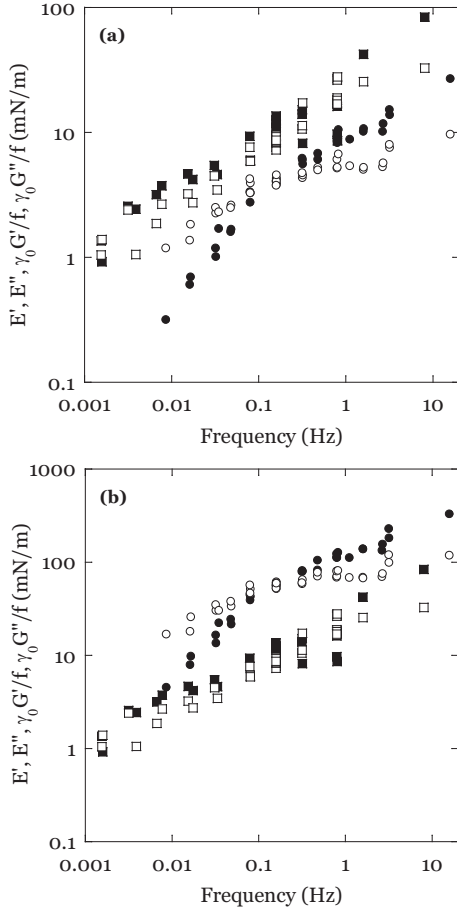 (a)
100
10
1
0.1
E', E", γ₀G'/f, γ₀G"/f (mN/m)
0.001 0.01 0.1 1 10
Frequency (Hz)
(b)
1000
100
10
1
0.1
E', E", γ₀G'/f, γ₀G"/f (mN/m)
0.001 0.01 0.1 1 10
Frequency (Hz)